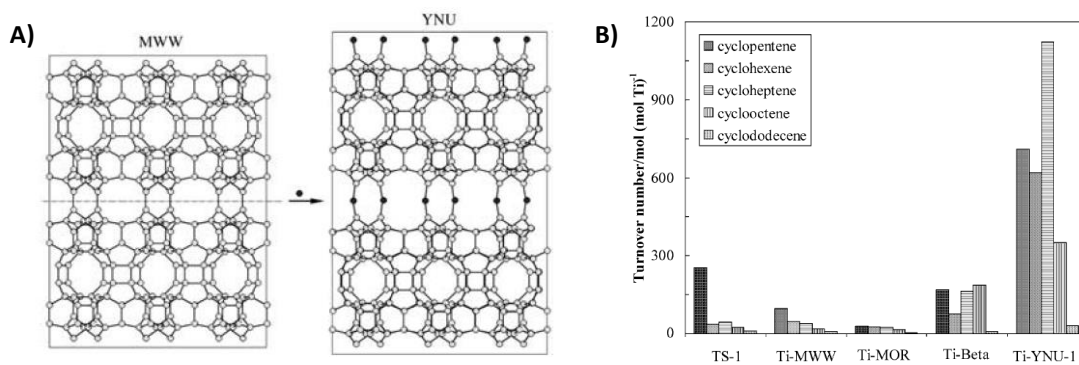 A)
MWW
YNU
B)
Turnover number/mol (mol Ti)⁻¹
1200
900
600
300
0
cyclopentene
cyclohexene
cycloheptene
cyclooctene
cyclododecene
TS-1
Ti-MWW
Ti-MOR
Ti-Beta
Ti-YNU-1